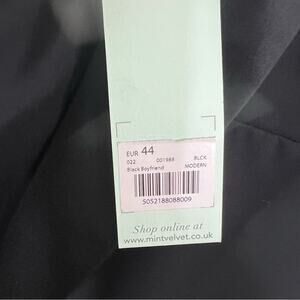 EUR 44
022 001988 BLCK
Black Boyfriend MODERN
5052188088009
Shop online at
www.mintvelvet.co.uk